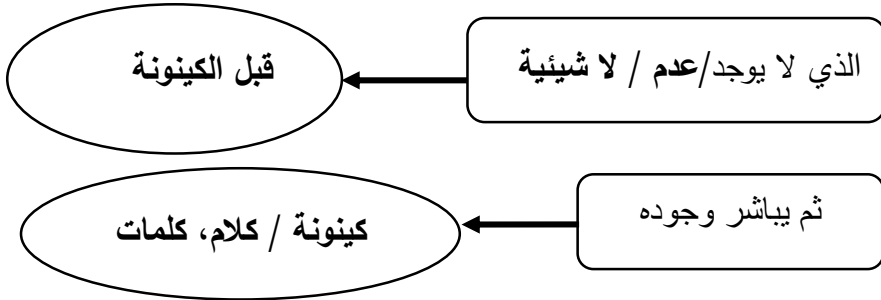 الذي لا يوجد/عدم / لا شيئية
قبل الكينونة
ثم يباشر وجوده
كينونة / كلام، كلمات